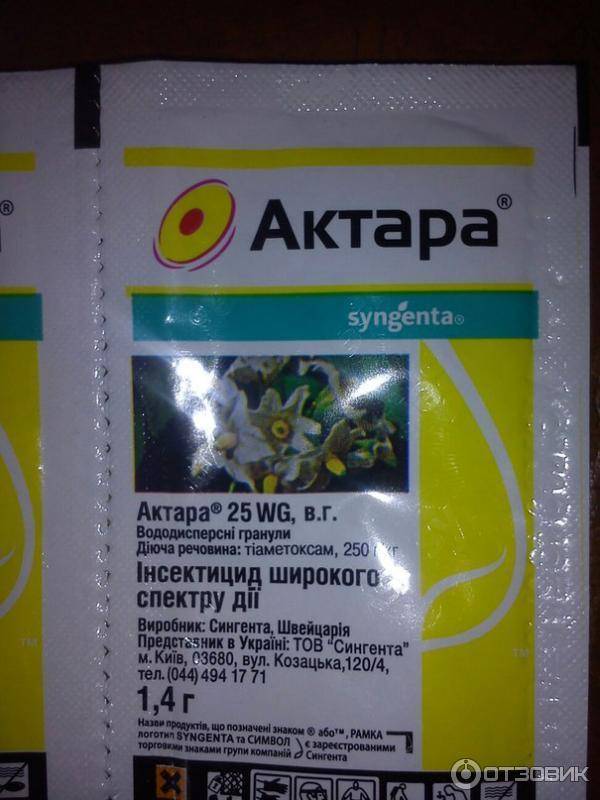 Актара®
syngenta®
Актара® 25 WG, в.г.
Вододисперсні гранули
Діюча речовина: тіаметоксам, 250 г/кг
Інсектицид широкого
спектру дії
Виробник: Сингента, Швейцарія
Представник в Україні: ТОВ "Сингента"
м. Київ, 03680, вул. Козацька,120/4,
тел.(044) 494 17 71
1,4 г
Назви продуктів, що позначені знаком ® або™, РАМКА
логотип SYNGENTA та СИМВОЛ є зареєстрованими
торговими знаками групи компаній Сингента
TM
TM
®
ОТЗОВИК